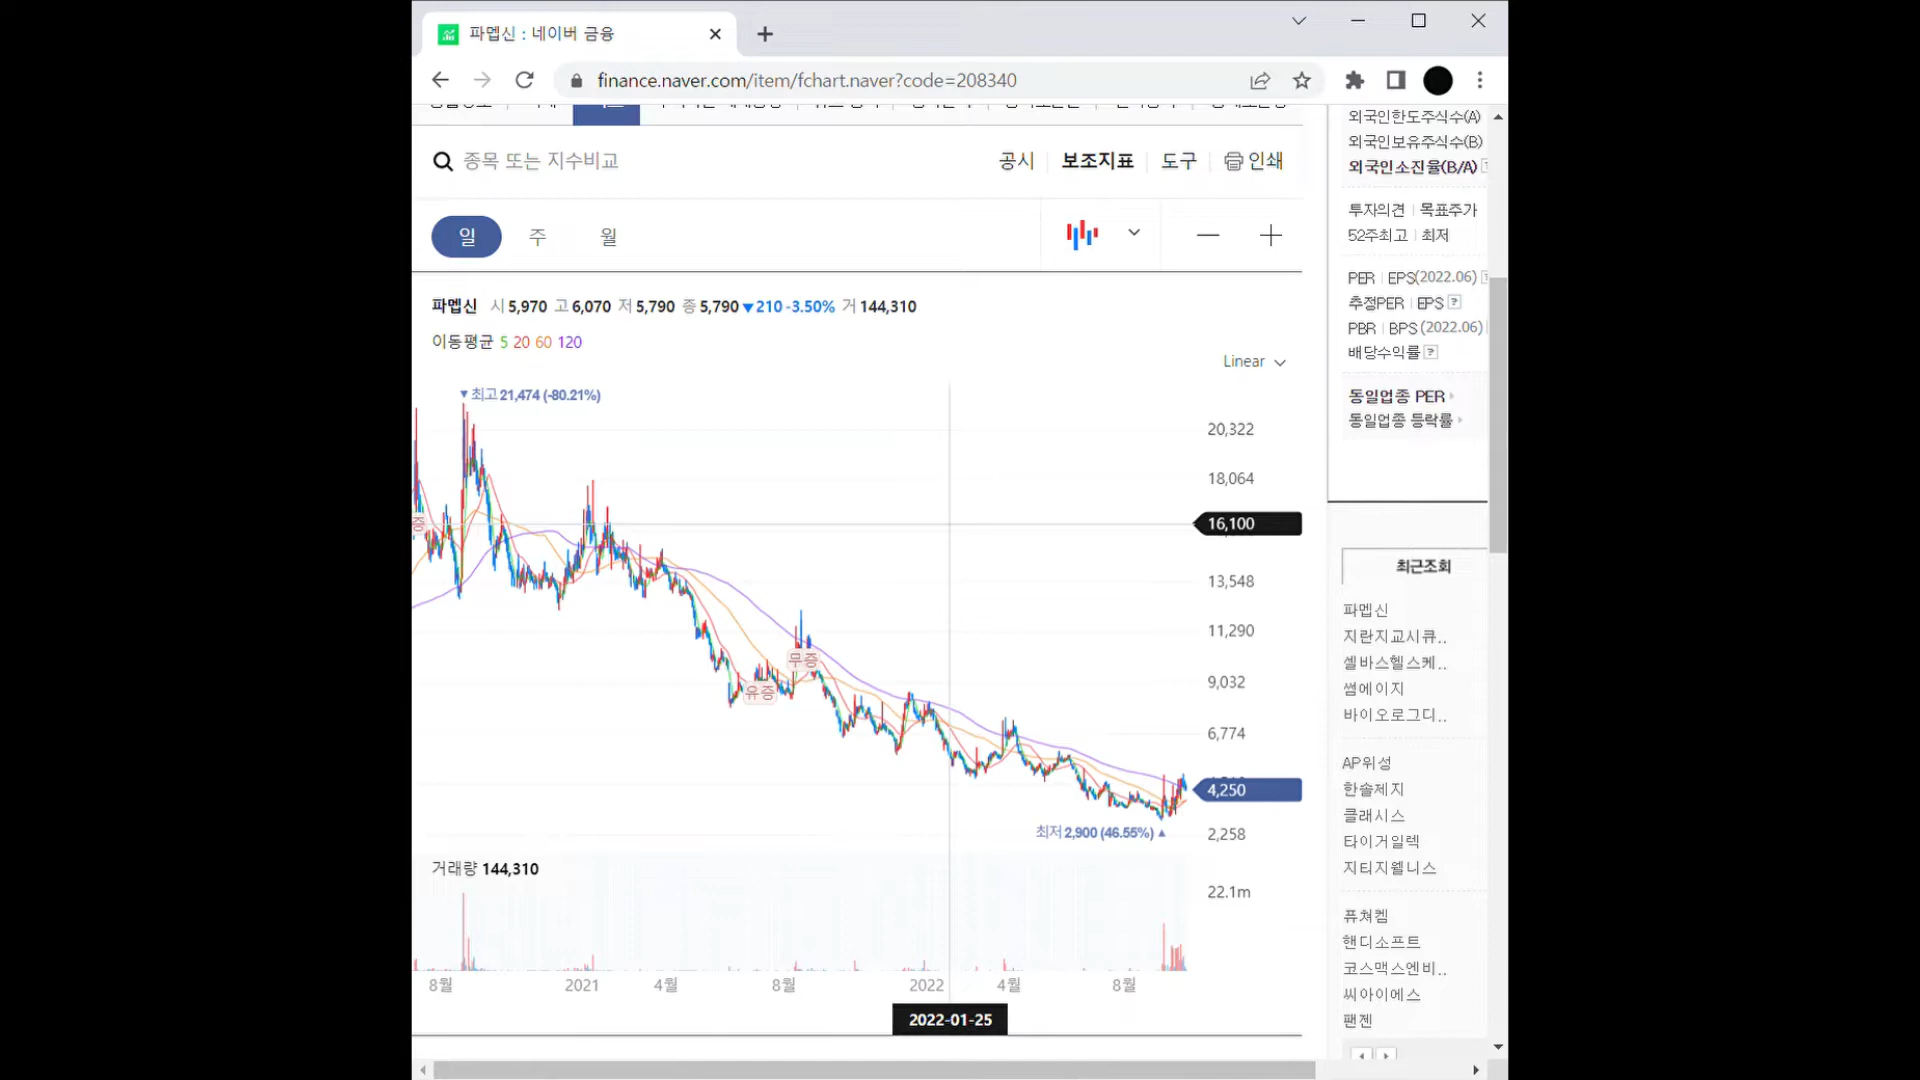 파멥신 : 네이버 금융
finance.naver.com/item/fchart.naver?code=208340
종목 또는 지수비교
공시 보조지표 도구 인쇄
일 주 월
파멥신 시 5,970 고 6,070 저 5,790 종 5,790 ▼210 -3.50% 거 144,310
이동평균 5 20 60 120
Linear
▼최고 21,474 (-80.21%)
20,322
18,064
16,100
13,548
11,290
무증
9,032
유증
6,774
4,250
최저 2,900 (46.55%)▲
2,258
거래량 144,310
22.1m
8월 2021 4월 8월 2022 4월 8월
2022-01-25
외국인한도주식수(A)
외국인보유주식수(B)
외국인소진율(B/A)
투자의견 | 목표주가
52주최고 | 최저
PER | EPS(2022.06)
추정PER | EPS ?
PBR | BPS (2022.06)
배당수익률 ?
동일업종 PER
동일업종 등락률
최근조회
파멥신
지란지교시큐..
셀바스헬스케..
썸에이지
바이오로그디..
AP위성
한솔제지
클래시스
타이거일렉
지티지웰니스
퓨쳐켐
핸디소프트
코스맥스엔비..
씨아이에스
팬젠